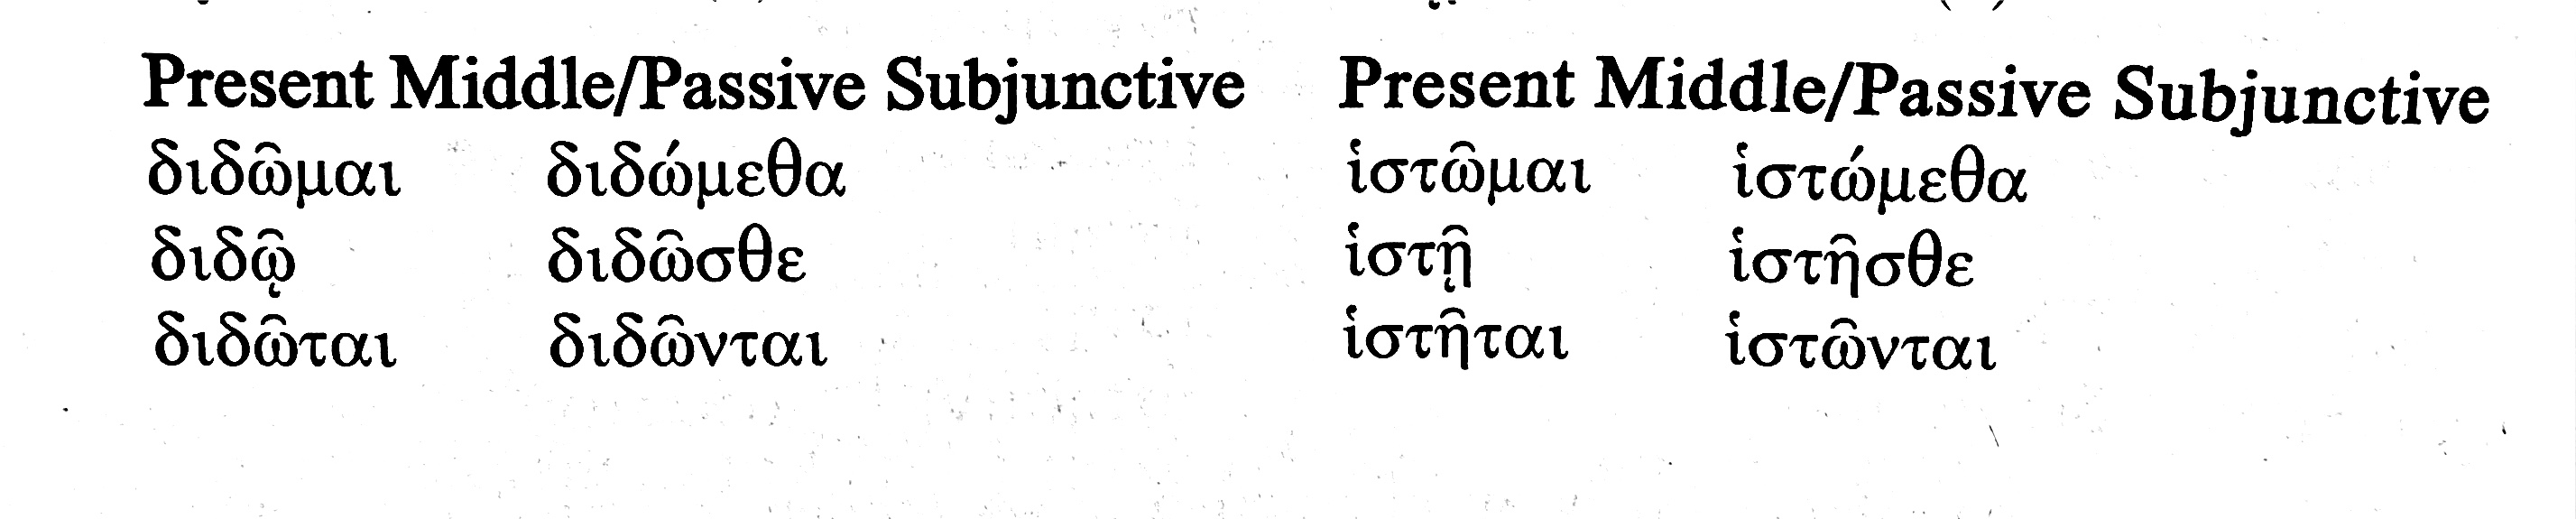 Present Middle/Passive Subjunctive Present Middle/Passive Subjunctive
διδῶμαι διδώμεθα ἱστῶμαι ἱστώμεθα
διδῷ διδῶσθε ἱστῇ ἱστῆσθε
διδῶται διδῶνται ἱστῆται ἱστῶνται